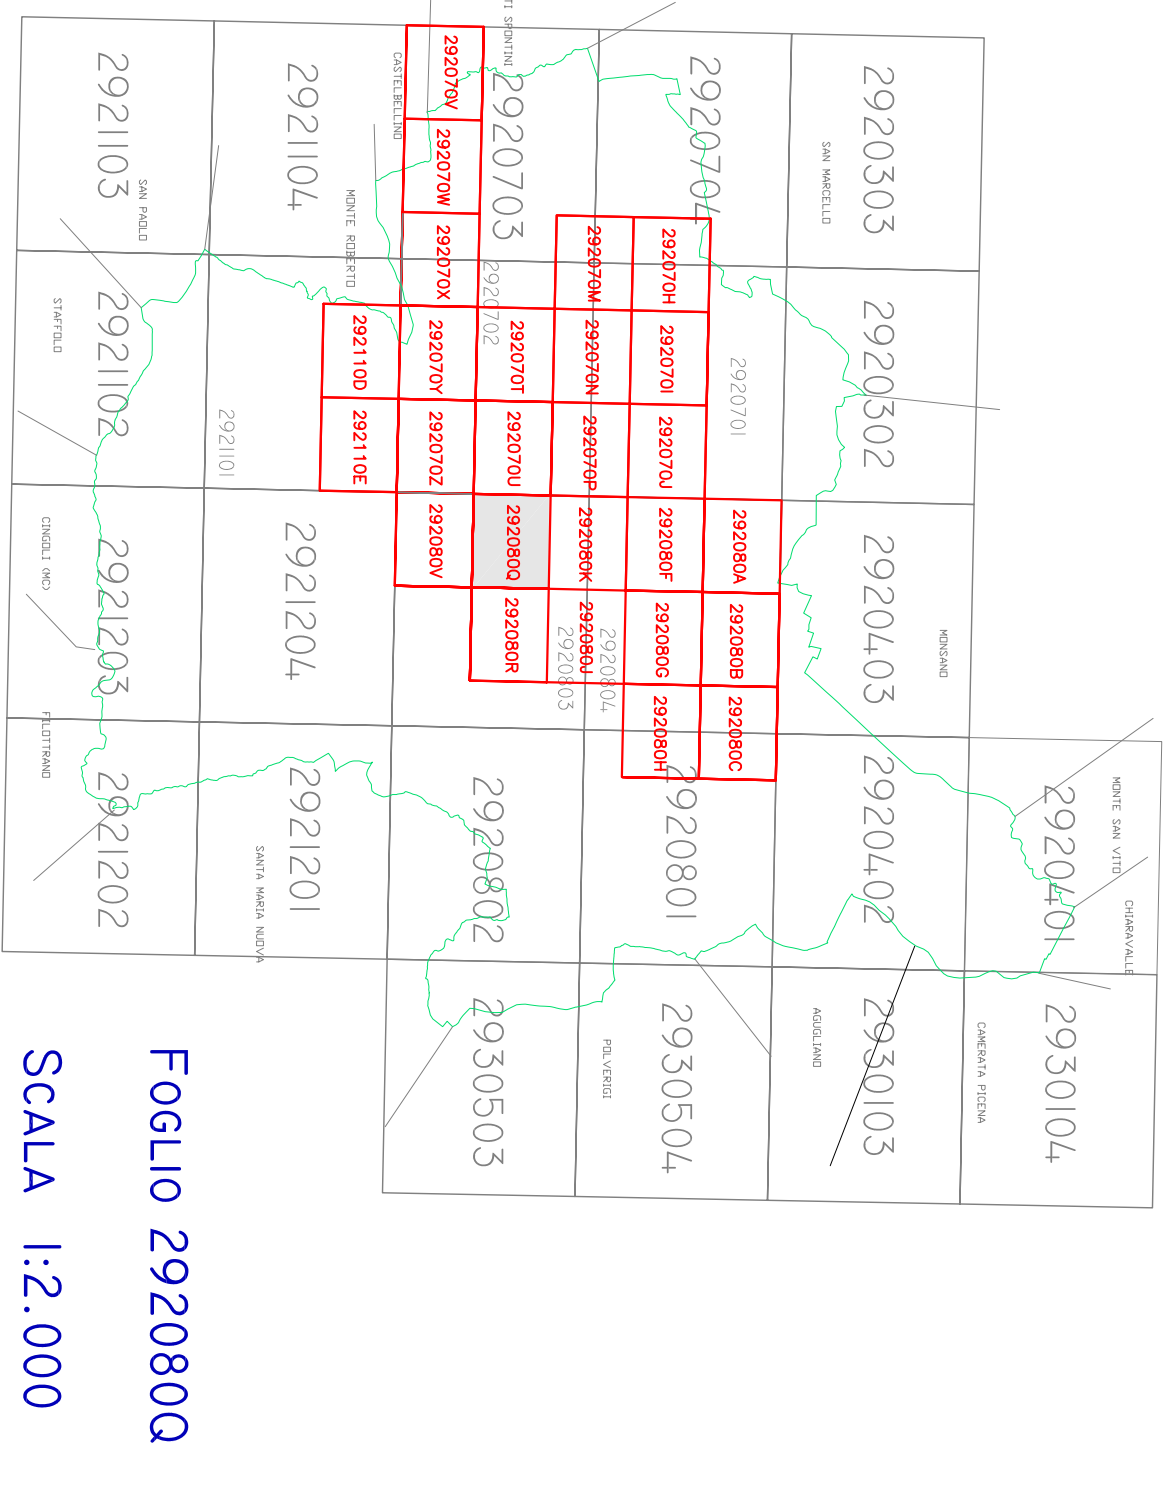 2920303
2920302
2920403
2920402
2920401
2930104
2930103
SAN MARCELLO
MONSANO
MONTE SAN VITO
CHIARAVALLE
CAMERATA PICENA
AGUGLIANO
2920704
2920701
2920804
2920801
2930504
POLVERIGI
2920703
2920702
2920803
2920802
2930503
TI SPONTINI
CASTELBELLINO
MONTE ROBERTO
2921104
2921101
2921204
2921201
SANTA MARIA NUOVA
2921103
2921102
2921203
2921202
SAN PAOLO
STAFFOLO
CINGOLI (MC)
FILOTTRANO
292080A
292080B
292080C
292070H
292070I
292070J
292080F
292080G
292080H
292070M
292070N
292070P
292080K
292080J
292070T
292070U
292080Q
292080R
292070V
292070W
292070X
292070Y
292070Z
292080V
292110D
292110E
FOGLIO 292080Q
SCALA 1:2.000